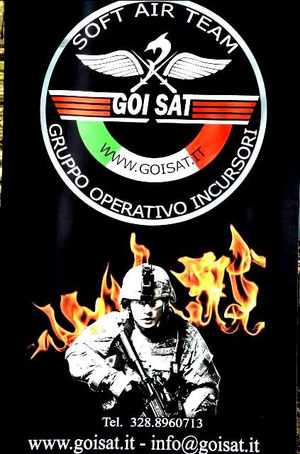 SOFT AIR TEAM
GOI SAT
WWW.GOISAT.IT
GRUPPO OPERATIVO INCURSORI
Tel. 328.8960713
www.goisat.it - info@goisat.it